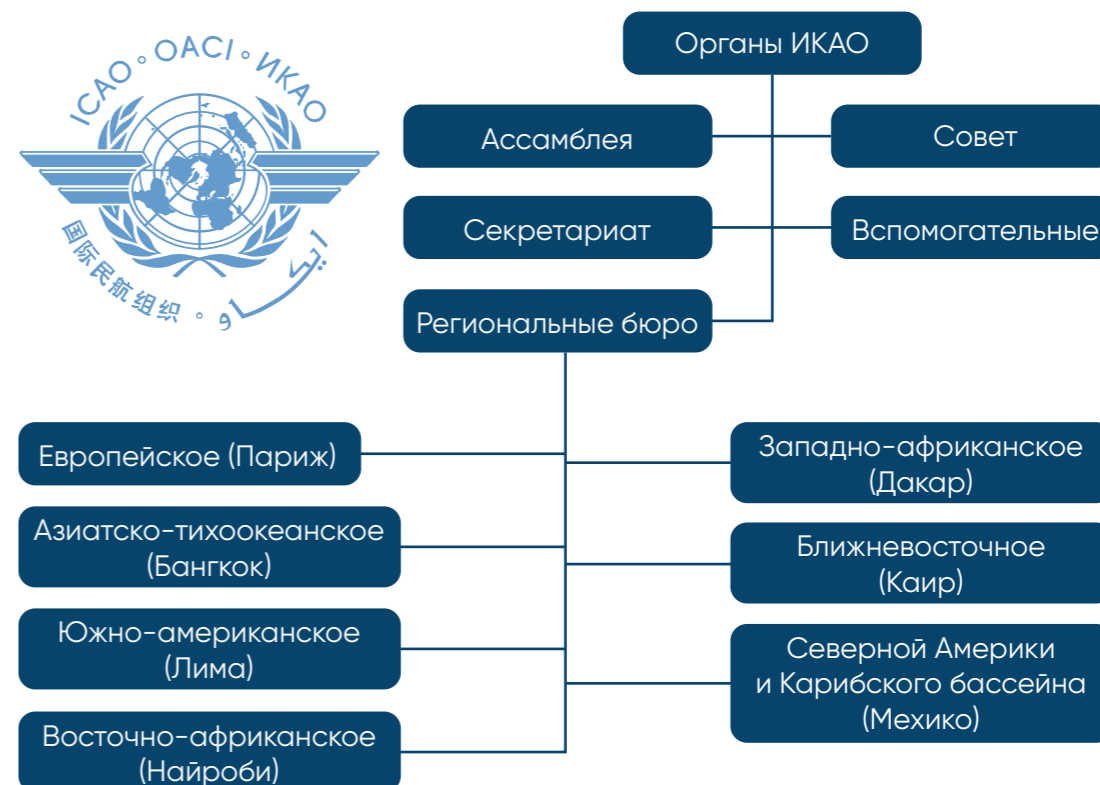 ICAO ° OACI ° ИКАО
国际民航组织 ° ايكاو
Органы ИКАО
Ассамблея
Совет
Секретариат
Вспомогательные
Региональные бюро
Европейское (Париж)
Западно-африканское
(Дакар)
Азиатско-тихоокеанское
(Бангкок)
Ближневосточное
(Каир)
Южно-американское
(Лима)
Северной Америки
и Карибского бассейна
(Мехико)
Восточно-африканское
(Найроби)